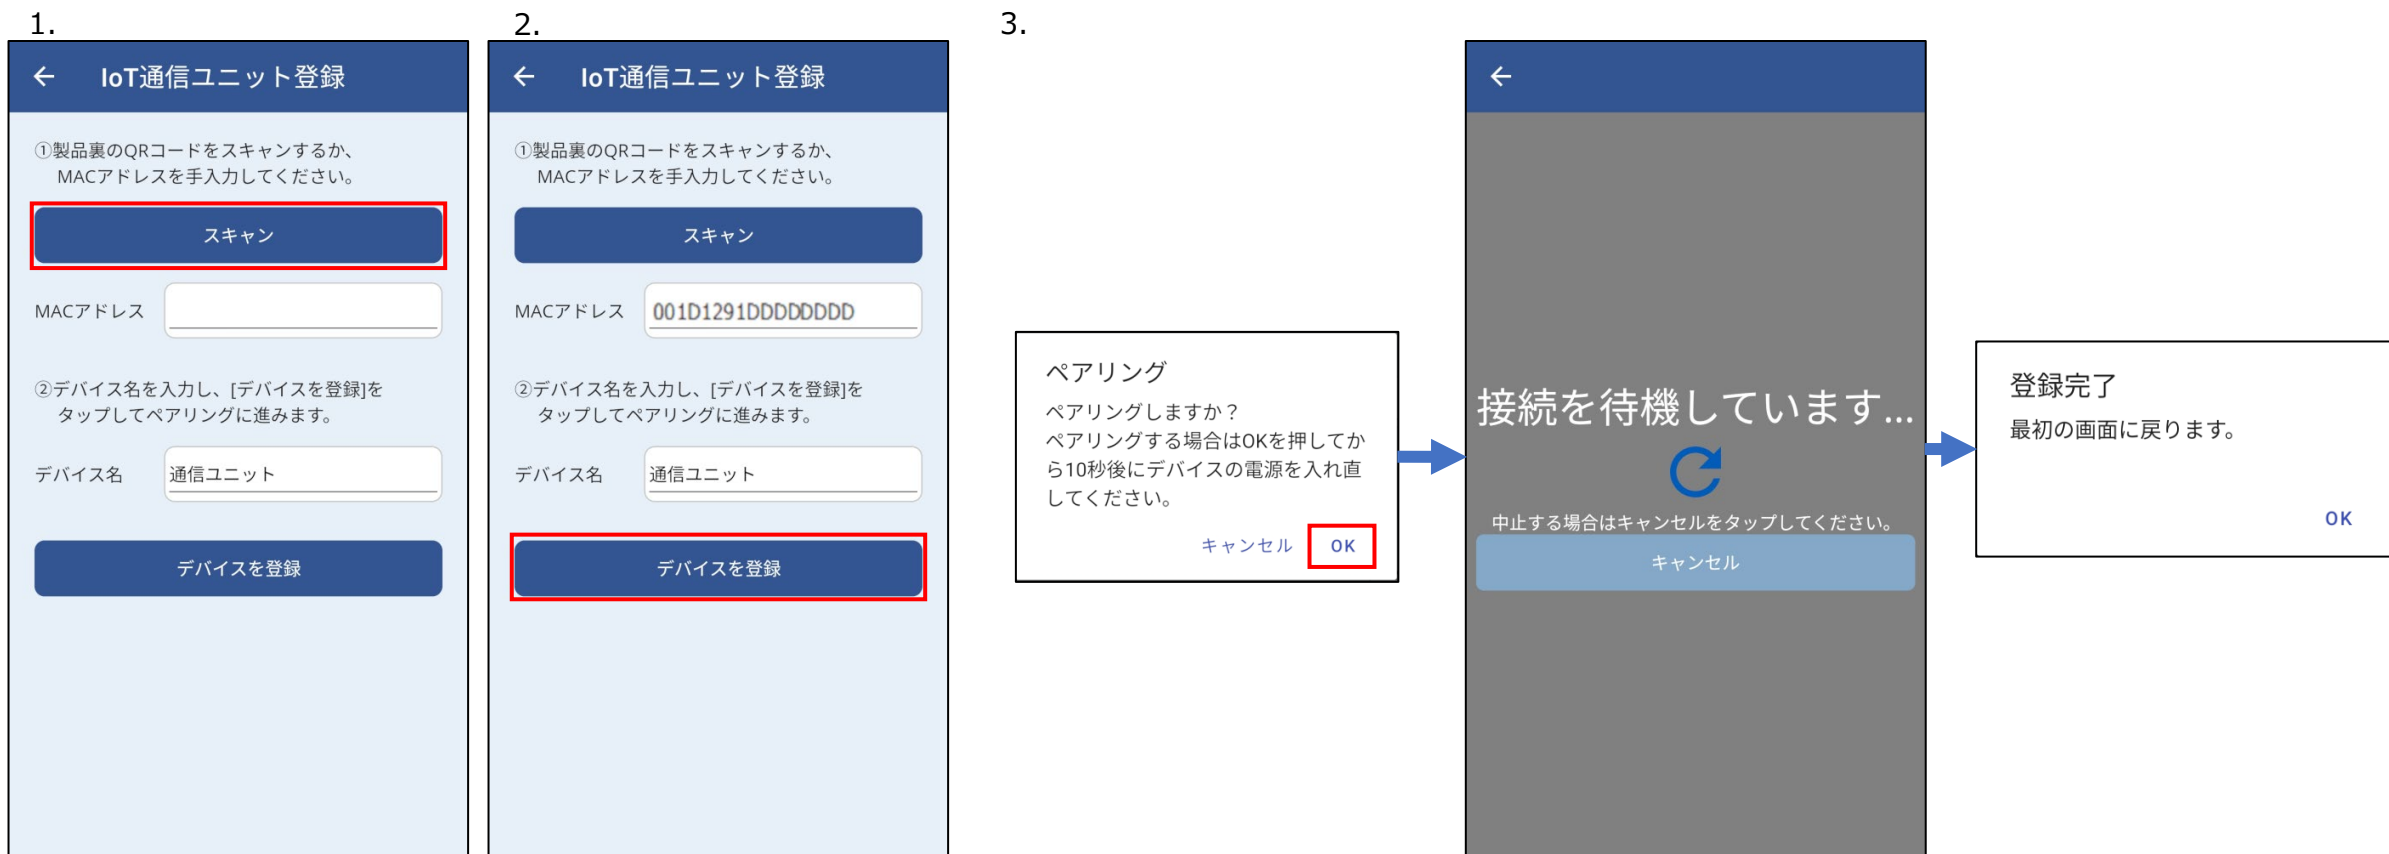 1.
IoT通信ユニット登録
①製品裏のQRコードをスキャンするか、
MACアドレスを手入力してください。
スキャン
MACアドレス
②デバイス名を入力し、[デバイスを登録]を
タップしてペアリングに進みます。
デバイス名 通信ユニット
デバイスを登録
2.
IoT通信ユニット登録
①製品裏のQRコードをスキャンするか、
MACアドレスを手入力してください。
スキャン
MACアドレス 001D1291DDDDDDDD
②デバイス名を入力し、[デバイスを登録]を
タップしてペアリングに進みます。
デバイス名 通信ユニット
デバイスを登録
3.
ペアリング
ペアリングしますか？
ペアリングする場合はOKを押してか
ら10秒後にデバイスの電源を入れ直
してください。
キャンセル OK
接続を待機しています...
中止する場合はキャンセルをタップしてください。
キャンセル
登録完了
最初の画面に戻ります。
OK